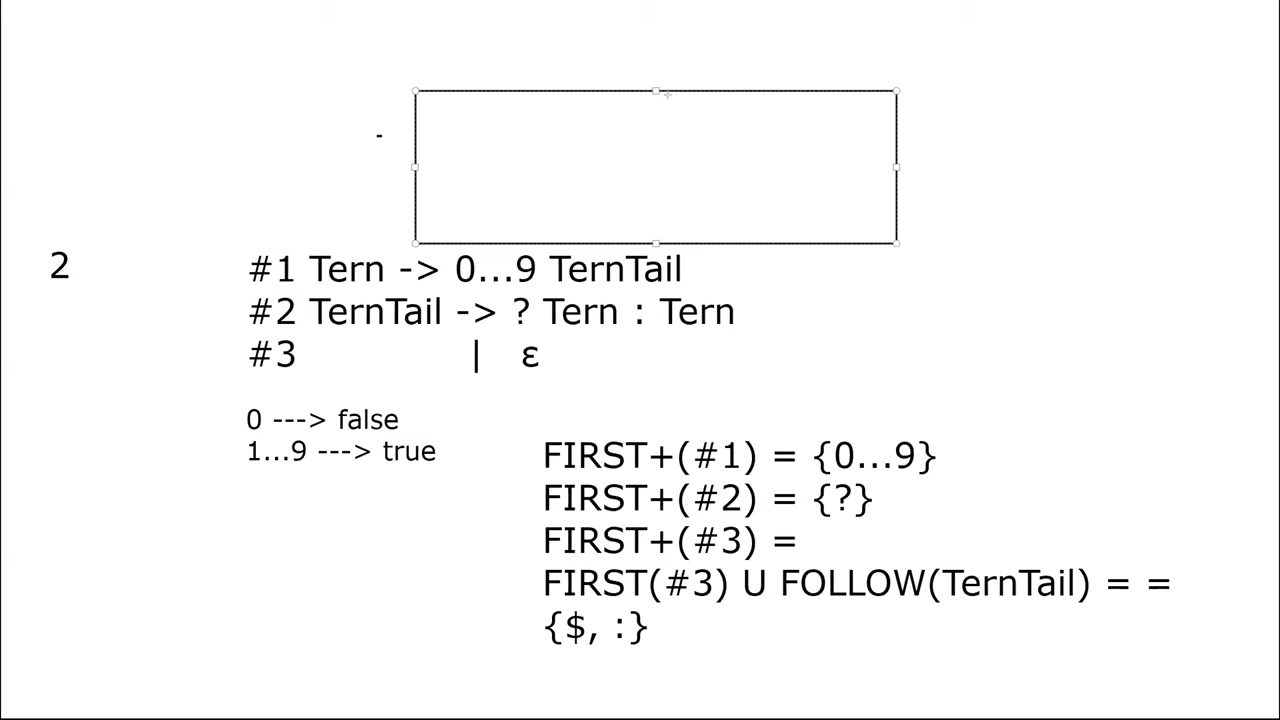 -
2
#1 Tern -> 0...9 TernTail
#2 TernTail -> ? Tern : Tern
#3 | ε
0 ---> false
1...9 ---> true
FIRST+(#1) = {0...9}
FIRST+(#2) = {?}
FIRST+(#3) =
FIRST(#3) U FOLLOW(TernTail) = =
{$, :}